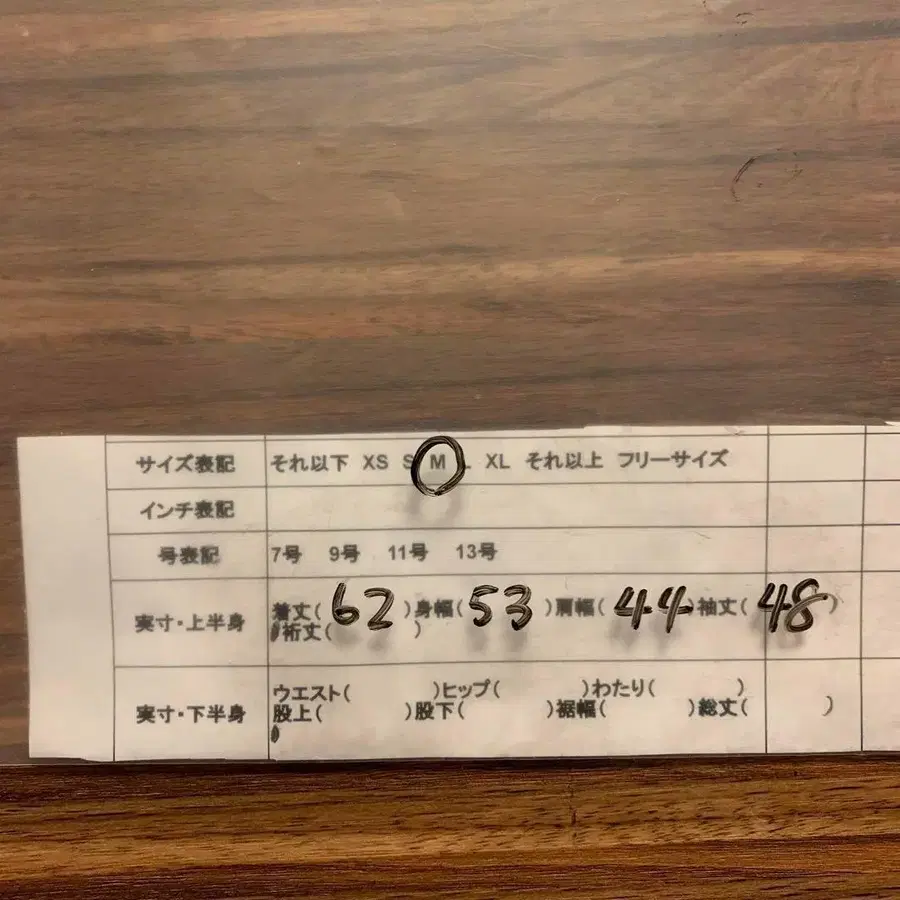 サイズ表記 それ以下 XS S M L XL それ以上 フリーサイズ
インチ表記
号表記 7号 9号 11号 13号
実寸・上半身 着丈( 62 )身幅( 53 )肩幅( 44 )袖丈( 48 )
裄丈( )
実寸・下半身 ウエスト( )ヒップ( )わたり( )
股上( )股下( )裾幅( )総丈( )